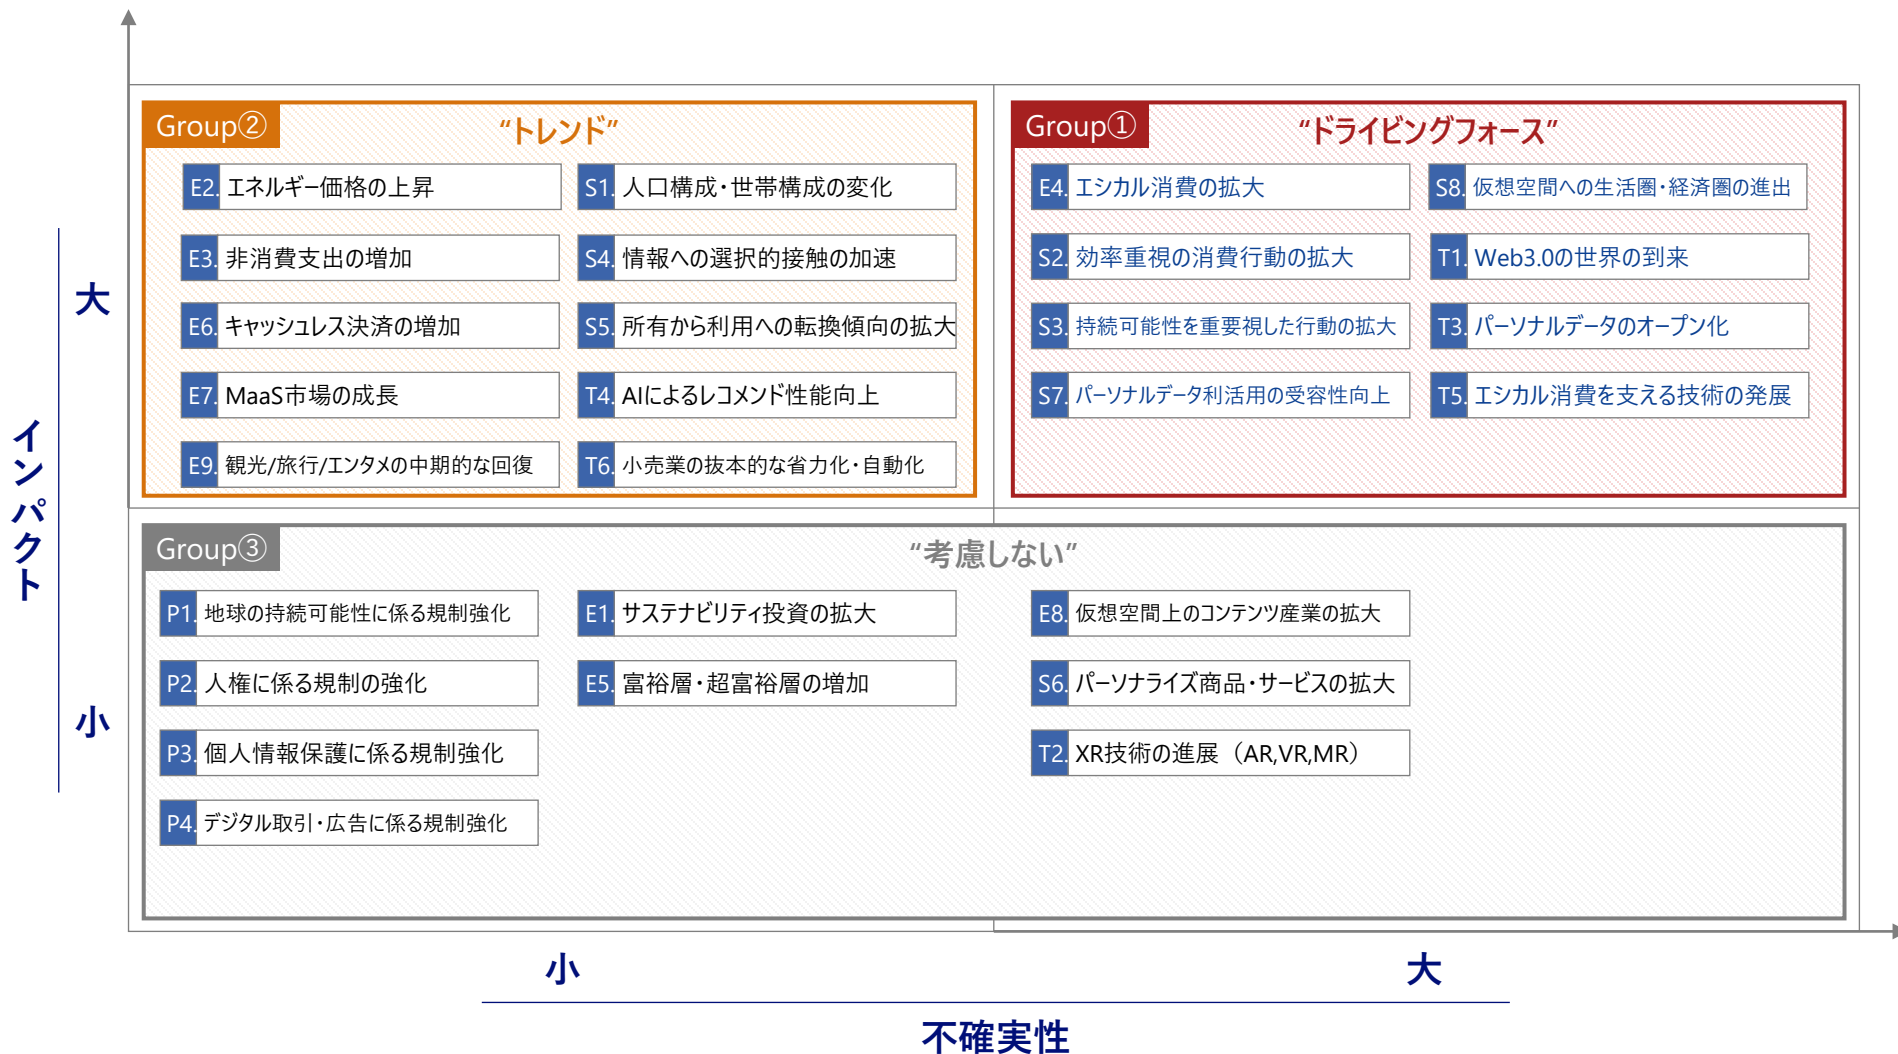 Group②
“トレンド”
E2. エネルギー価格の上昇
S1. 人口構成・世帯構成の変化
E3. 非消費支出の増加
S4. 情報への選択的接触の加速
E6. キャッシュレス決済の増加
S5. 所有から利用への転換傾向の拡大
E7. MaaS市場の成長
T4. AIによるレコメンド性能向上
E9. 観光/旅行/エンタメの中期的な回復
T6. 小売業の抜本的な省力化・自動化
Group①
“ドライビングフォース”
E4. エシカル消費の拡大
S8. 仮想空間への生活圏・経済圏の進出
S2. 効率重視の消費行動の拡大
T1. Web3.0の世界の到来
S3. 持続可能性を重要視した行動の拡大
T3. パーソナルデータのオープン化
S7. パーソナルデータ利活用の受容性向上
T5. エシカル消費を支える技術の発展
Group③
“考慮しない”
P1. 地球の持続可能性に係る規制強化
E1. サステナビリティ投資の拡大
E8. 仮想空間上のコンテンツ産業の拡大
P2. 人権に係る規制の強化
E5. 富裕層・超富裕層の増加
S6. パーソナライズ商品・サービスの拡大
P3. 個人情報保護に係る規制強化
T2. XR技術の進展（AR,VR,MR）
P4. デジタル取引・広告に係る規制強化
大
インパクト
小
小
大
不確実性